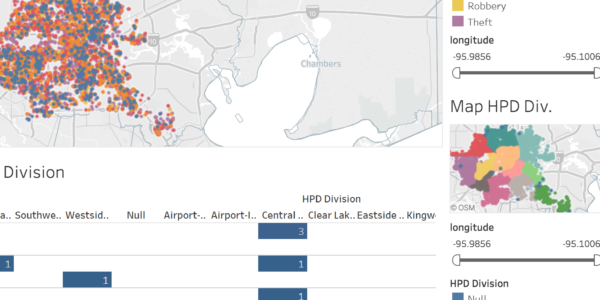 Robbery
Theft
longitude
-95.9856 -95.1006
10
10
Chambers
Map HPD Div.
© OSM
Division
HPD Division
a.. Southwe.. Westsid.. Null Airport-.. Airport-I.. Central .. Clear Lak.. Eastside .. Kingw
3
1 1
1
1
longitude
-95.9856 -95.1006
HPD Division
Null